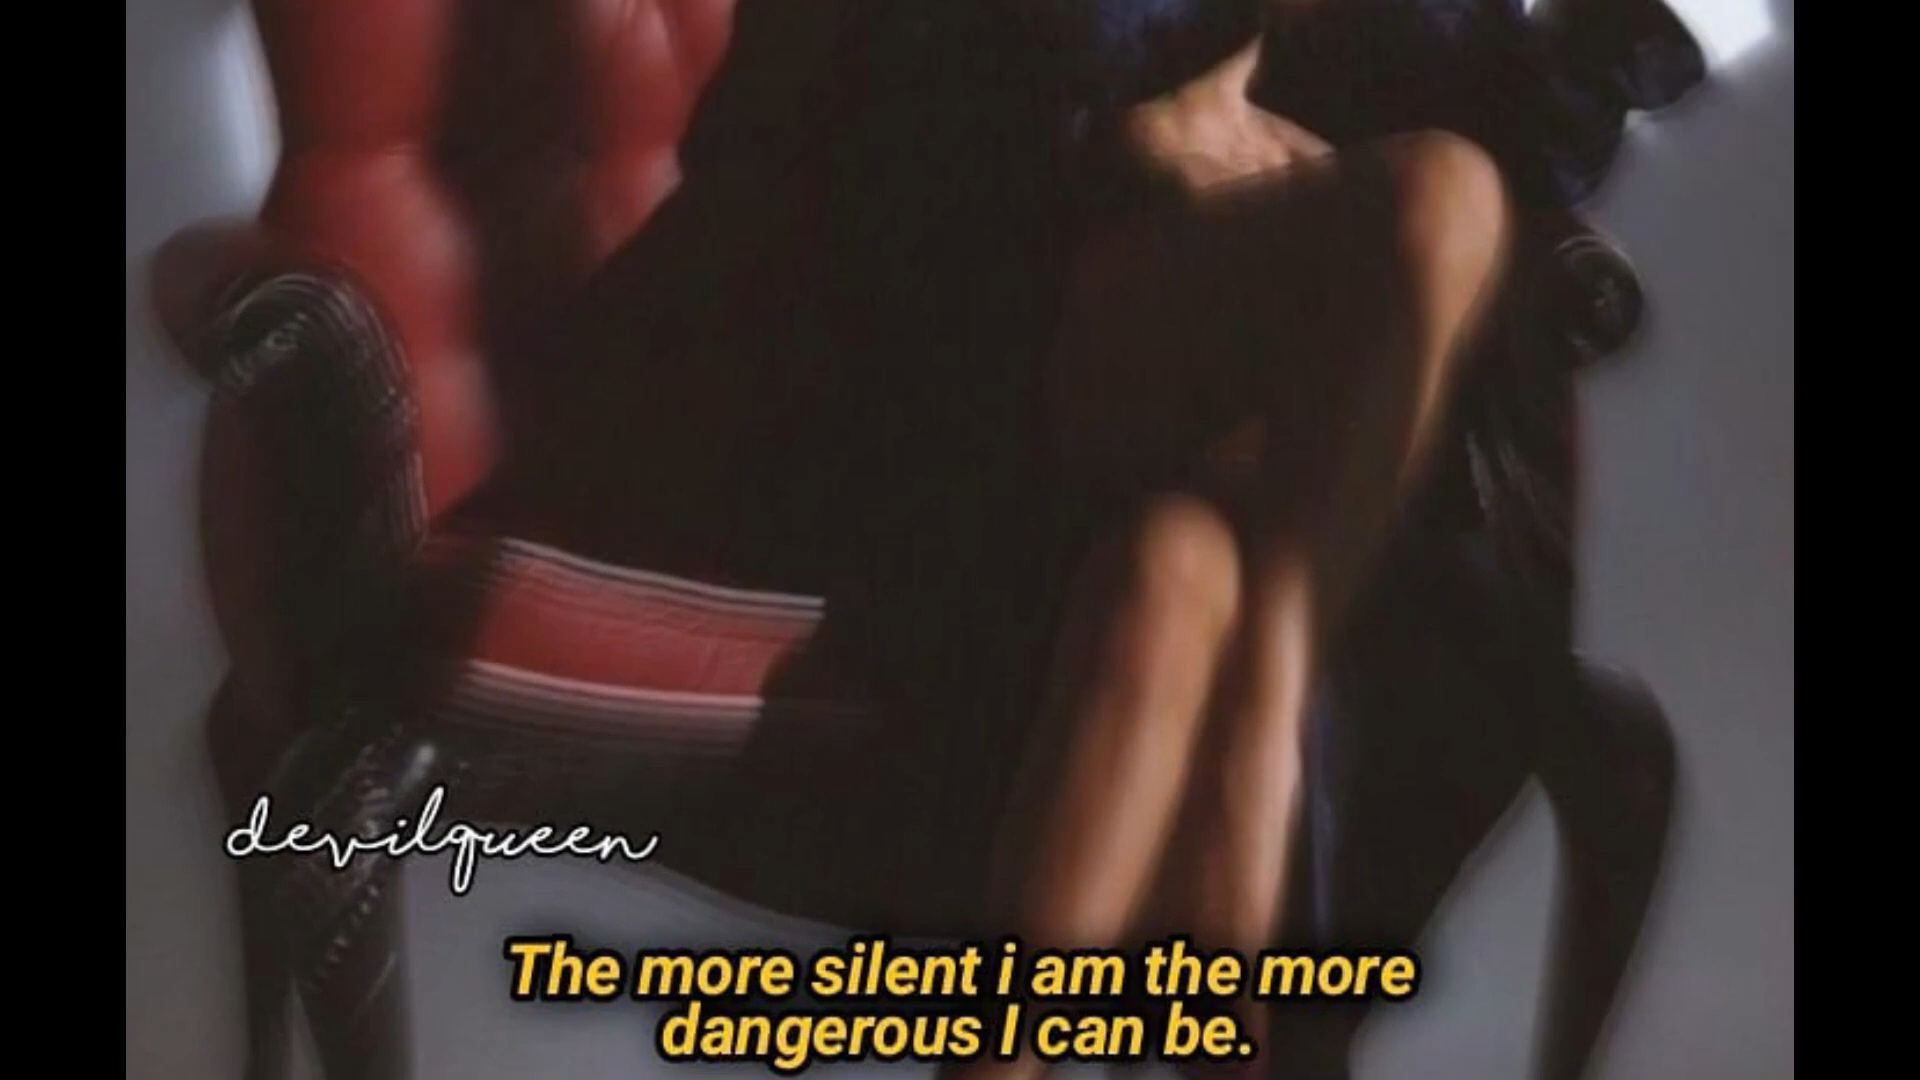 devilqueen
The more silent i am the more
dangerous I can be.